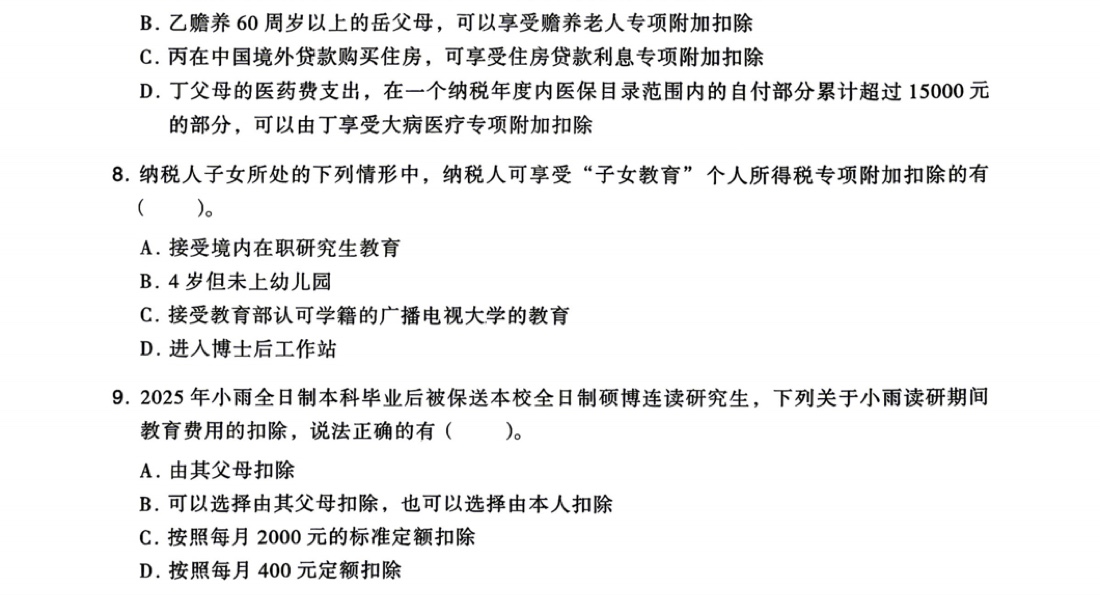 B. 乙赡养 60 周岁以上的岳父母，可以享受赡养老人专项附加扣除
C. 丙在中国境外贷款购买住房，可享受住房贷款利息专项附加扣除
D. 丁父母的医药费支出，在一个纳税年度内医保目录范围内的自付部分累计超过 15000 元
的部分，可以由丁享受大病医疗专项附加扣除
8. 纳税人子女所处的下列情形中，纳税人可享受“子女教育”个人所得税专项附加扣除的有
(      )。
A. 接受境内在职研究生教育
B. 4 岁但未上幼儿园
C. 接受教育部认可学籍的广播电视大学的教育
D. 进入博士后工作站
9. 2025 年小雨全日制本科毕业后被保送本校全日制硕博连读研究生，下列关于小雨读研期间
教育费用的扣除，说法正确的有 (      )。
A. 由其父母扣除
B. 可以选择由其父母扣除，也可以选择由本人扣除
C. 按照每月 2000 元的标准定额扣除
D. 按照每月 400 元定额扣除